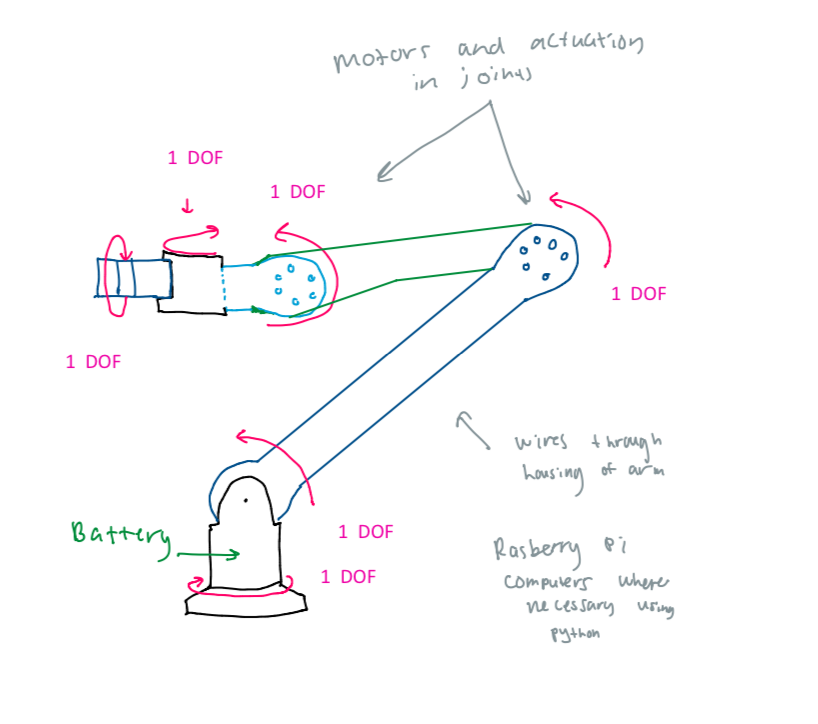 motors and actuation
in joints
1 DOF
1 DOF
1 DOF
1 DOF
wires through
housing of arm
Battery
1 DOF
1 DOF
Rasberry Pi
computers where
necessary using
python